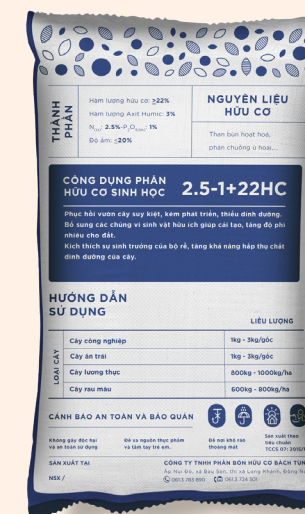 THÀNH PHẦN
Hàm lượng hữu cơ: ≥22%
Hàm lượng Axit Humic: 3%
Độ ẩm: ≤20%
NGUYÊN LIỆU
HỮU CƠ
Than bùn hoạt hoá,
phân chuồng ủ hoai,...
CÔNG DỤNG PHÂN
HỮU CƠ SINH HỌC
2.5-1+22HC
Phục hồi vườn cây suy kiệt, kém phát triển, thiếu dinh dưỡng.
Bổ sung các chủng vi sinh vật hữu ích giúp cải tạo, tăng độ phì
nhiêu cho đất.
Kích thích sự sinh trưởng của bộ rễ, tăng khả năng hấp thụ chất
dinh dưỡng của cây.
HƯỚNG DẪN
SỬ DỤNG
LIỀU LƯỢNG
LOẠI CÂY
Cây công nghiệp 1kg - 3kg/gốc
Cây ăn trái 1kg - 3kg/gốc
Cây lương thực 800kg - 1000kg/ha
Cây rau màu 600kg - 800kg/ha
CẢNH BÁO AN TOÀN VÀ BẢO QUẢN
Không gây độc hại
và an toàn sử dụng
Để xa nguồn thực phẩm
và tầm tay trẻ em.
Để nơi khô ráo
thoáng mát
Sản xuất theo
tiêu chuẩn
TCCS 07:
SẢN XUẤT TẠI
CÔNG TY TNHH PHÂN BÓN HỮU CƠ BÁCH
NSX /